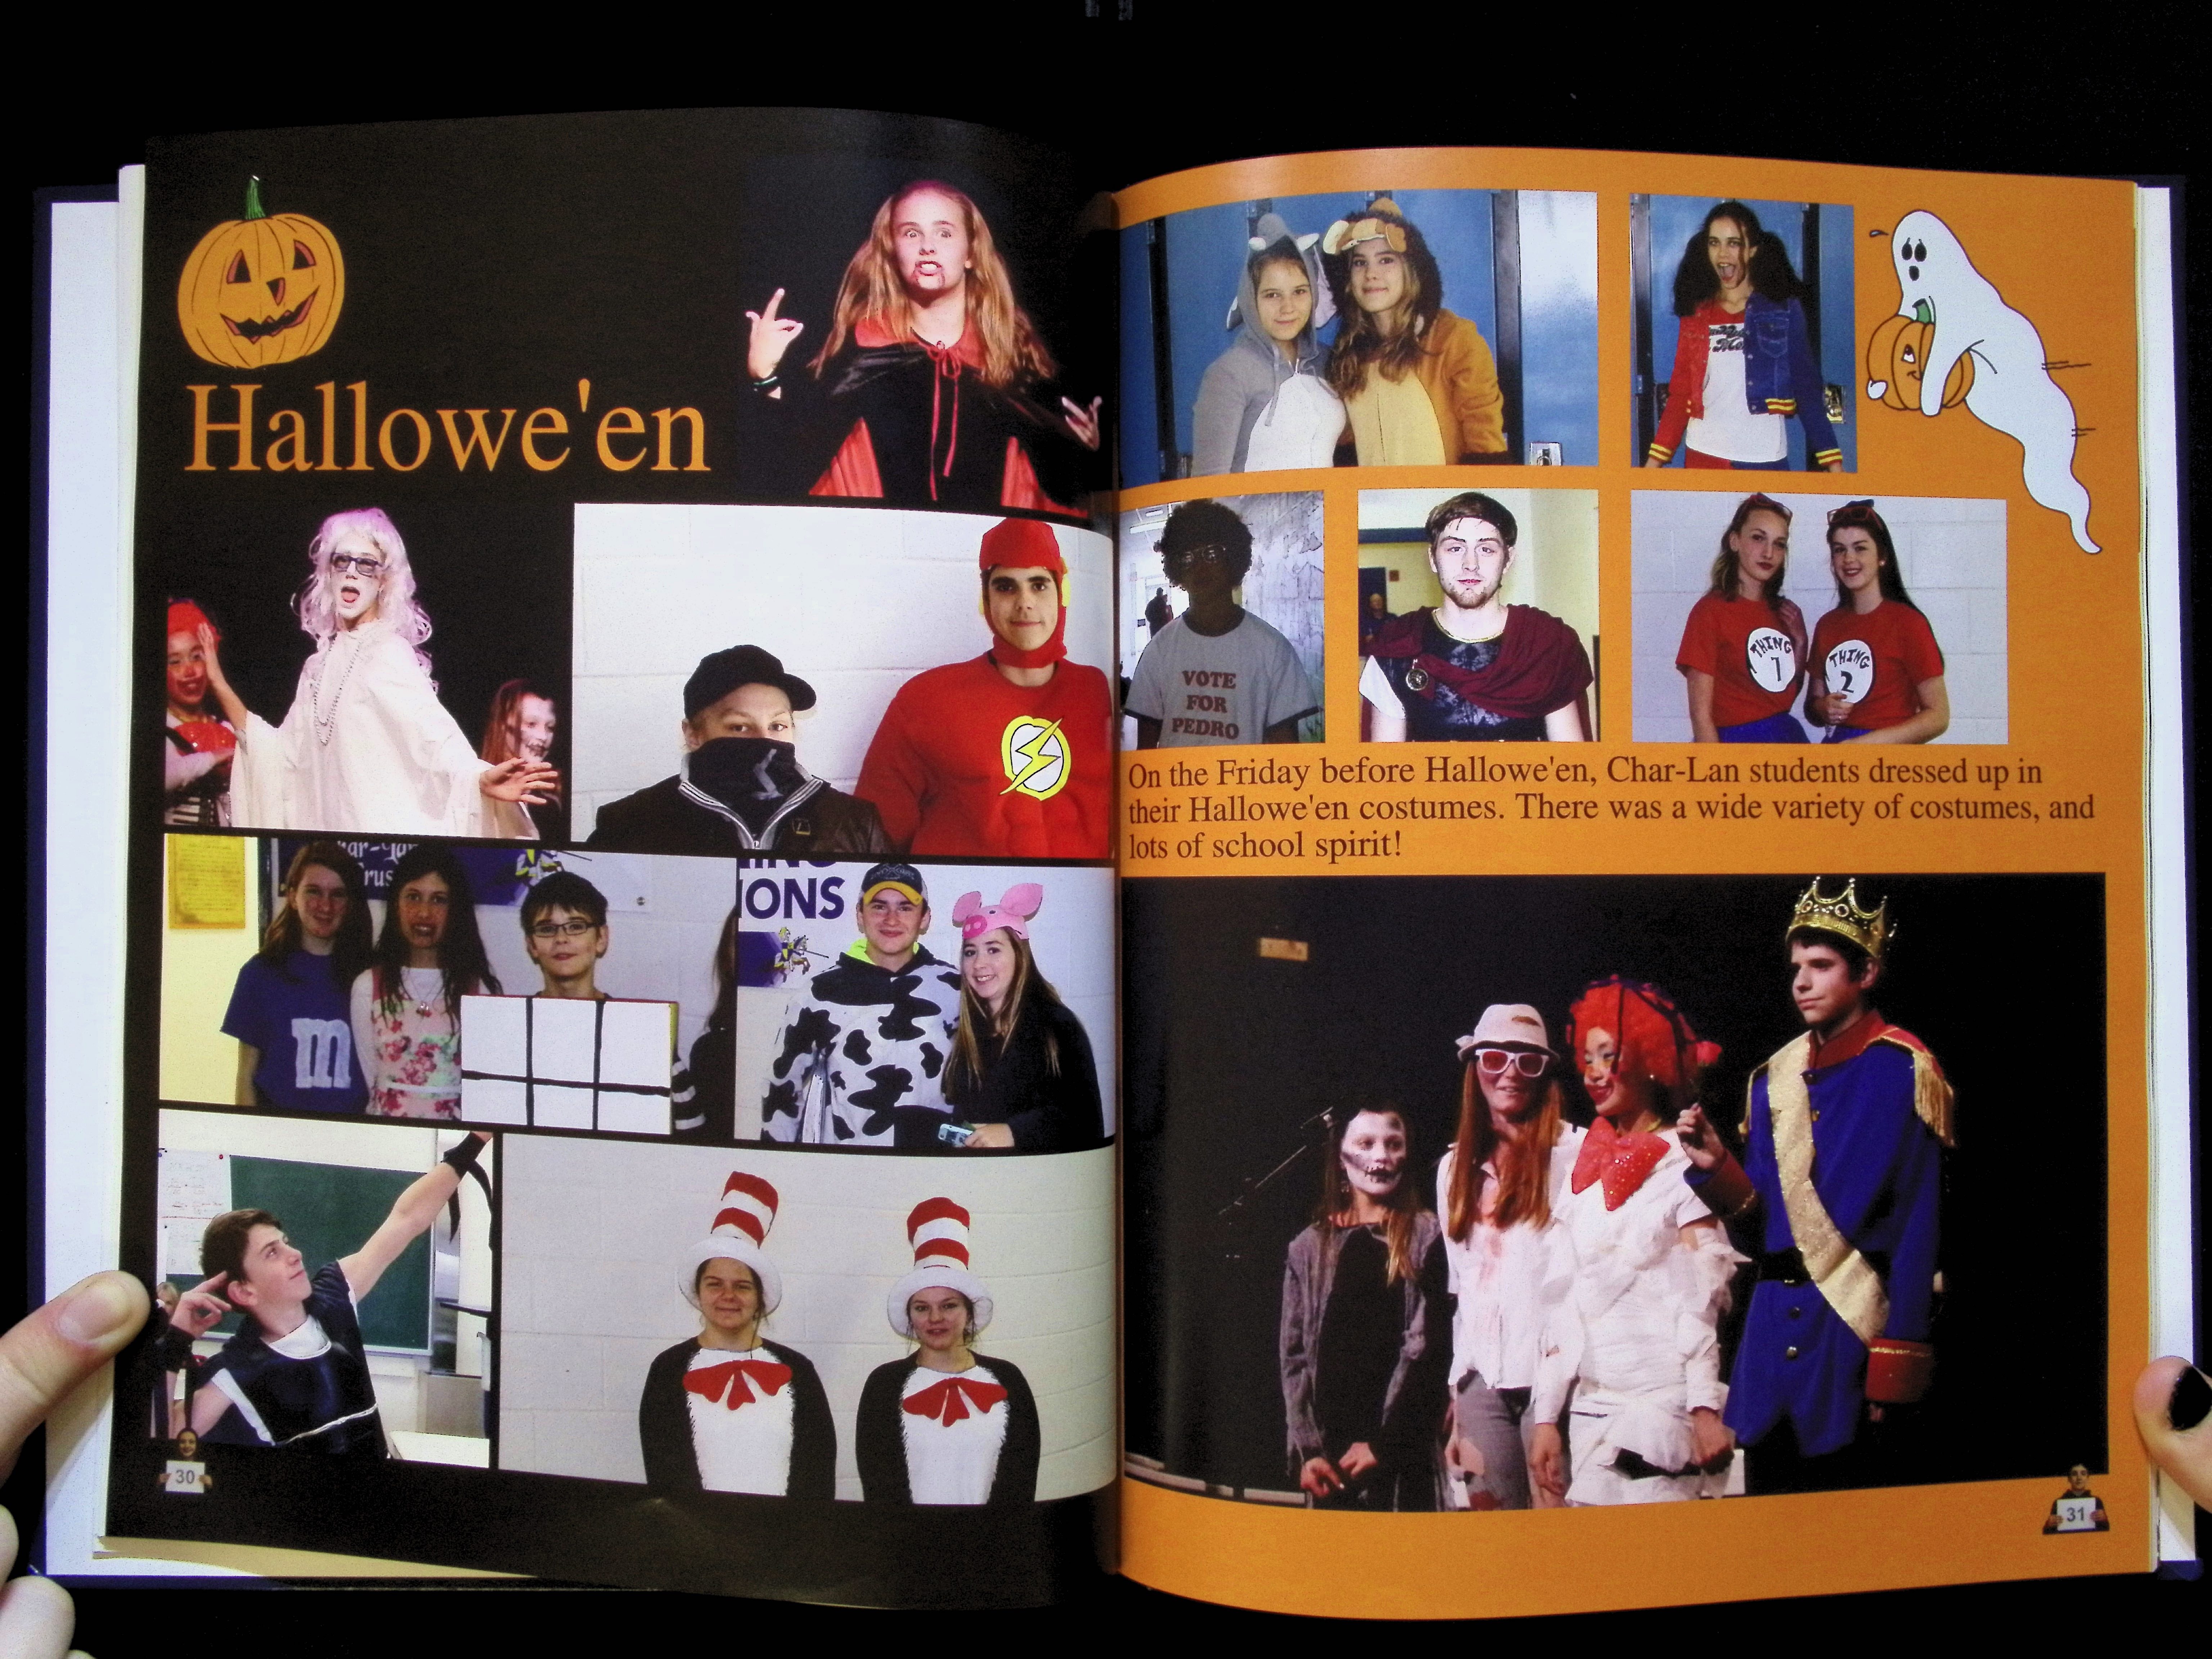 Hallowe'en
m
IONS
30
VOTE
FOR
PEDRO
THING
1
THING
2
On the Friday before Hallowe'en, Char-Lan students dressed up in
their Hallowe'en costumes. There was a wide variety of costumes, and
lots of school spirit!
31